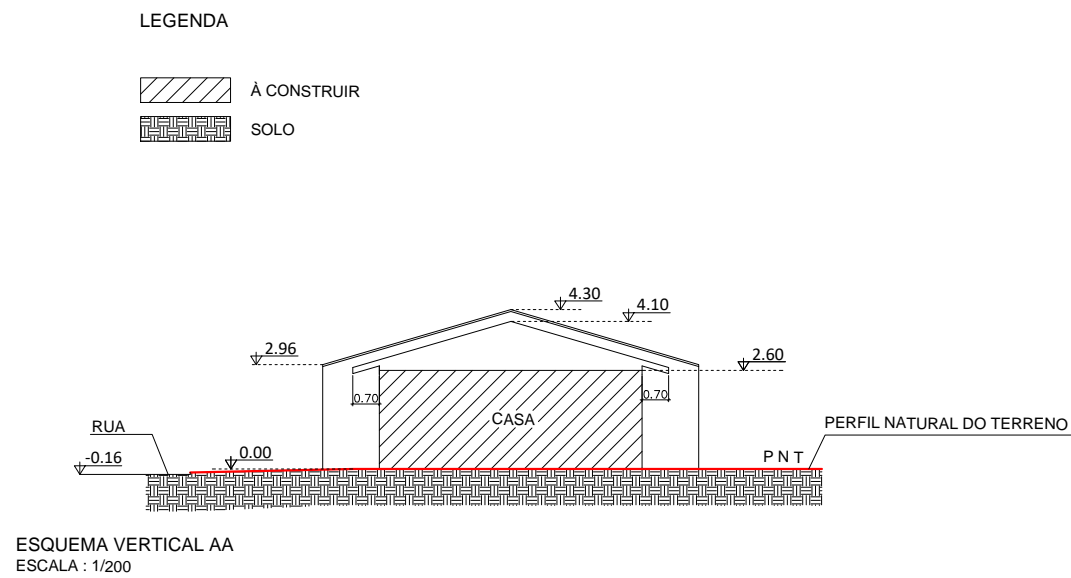 LEGENDA
À CONSTRUIR
SOLO
4.30
4.10
2.96
2.60
0.70
0.70
CASA
RUA
PERFIL NATURAL DO TERRENO
-0.16
0.00
P N T
ESQUEMA VERTICAL AA
ESCALA : 1/200